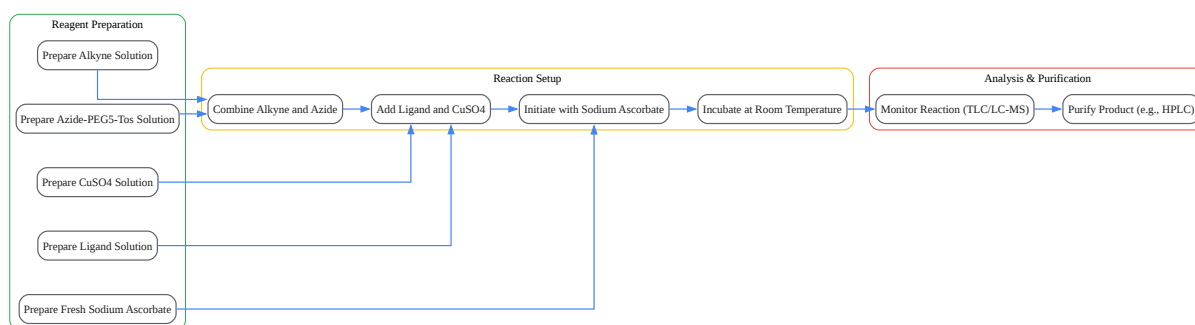 Reagent Preparation
Prepare Alkyne Solution
Prepare Azide-PEG5-Tos Solution
Prepare CuSO4 Solution
Prepare Ligand Solution
Prepare Fresh Sodium Ascorbate
Reaction Setup
Combine Alkyne and Azide
Add Ligand and CuSO4
Initiate with Sodium Ascorbate
Incubate at Room Temperature
Analysis & Purification
Monitor Reaction (TLC/LC-MS)
Purify Product (e.g., HPLC)